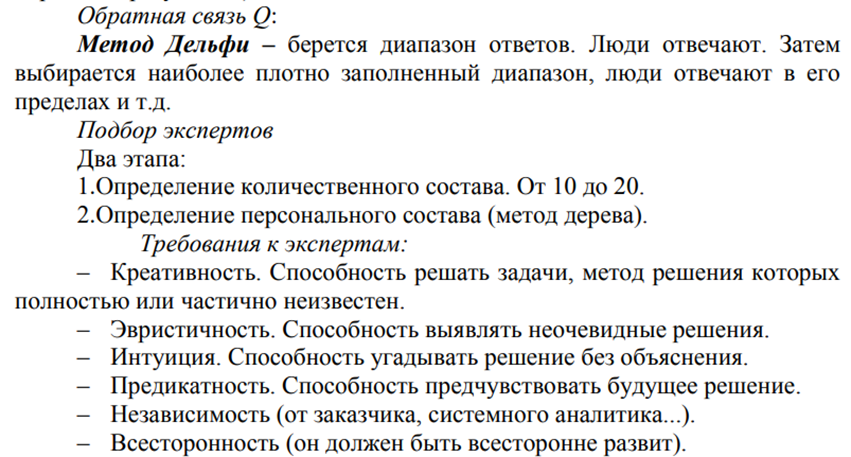 Обратная связь Q:
Метод Дельфи – берется диапазон ответов. Люди отвечают. Затем
выбирается наиболее плотно заполненный диапазон, люди отвечают в его
пределах и т.д.
Подбор экспертов
Два этапа:
1.Определение количественного состава. От 10 до 20.
2.Определение персонального состава (метод дерева).
Требования к экспертам:
– Креативность. Способность решать задачи, метод решения которых
полностью или частично неизвестен.
– Эвристичность. Способность выявлять неочевидные решения.
– Интуиция. Способность угадывать решение без объяснения.
– Предикатность. Способность предчувствовать будущее решение.
– Независимость (от заказчика, системного аналитика...).
– Всесторонность (он должен быть всесторонне развит).